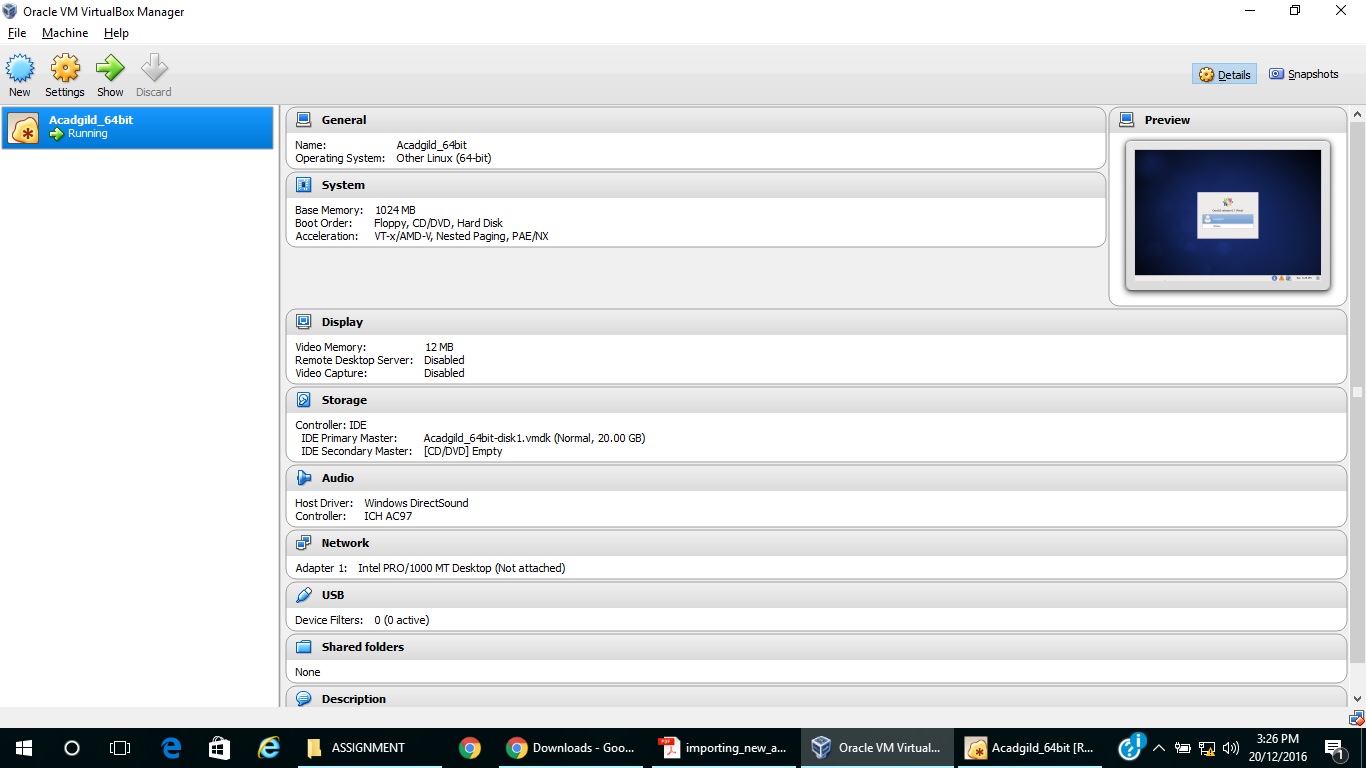 Oracle VM VirtualBox Manager
File Machine Help
New Settings Show Discard
Details Snapshots
Acadgild_64bit
Running
General
Name: Acadgild_64bit
Operating System: Other Linux (64-bit)
System
Base Memory: 1024 MB
Boot Order: Floppy, CD/DVD, Hard Disk
Acceleration: VT-x/AMD-V, Nested Paging, PAE/NX
Preview
Display
Video Memory: 12 MB
Remote Desktop Server: Disabled
Video Capture: Disabled
Storage
Controller: IDE
IDE Primary Master: Acadgild_64bit-disk1.vmdk (Normal, 20.00 GB)
IDE Secondary Master: [CD/DVD] Empty
Audio
Host Driver: Windows DirectSound
Controller: ICH AC97
Network
Adapter 1: Intel PRO/1000 MT Desktop (Not attached)
USB
Device Filters: 0 (0 active)
Shared folders
None
Description
ASSIGNMENT
Downloads - Goo...
importing_new_a...
Oracle VM Virtual...
Acadgild_64bit [R...
3:26 PM
20/12/2016
1